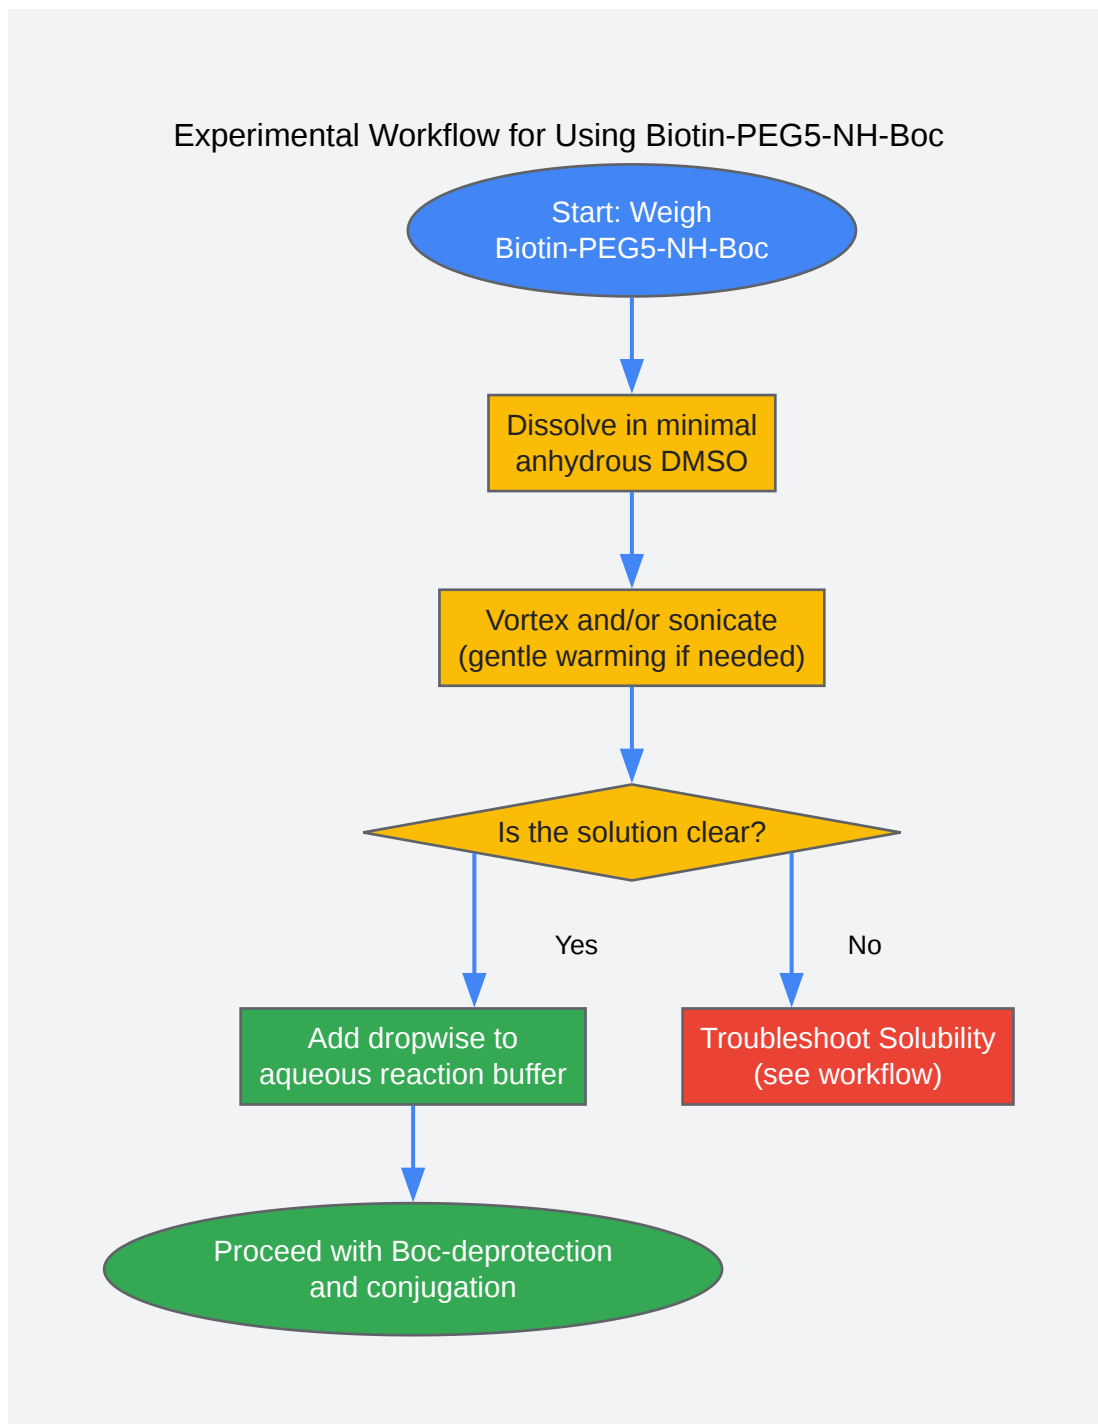 Experimental Workflow for Using Biotin-PEG5-NH-Boc
Start: Weigh
Biotin-PEG5-NH-Boc
Dissolve in minimal
anhydrous DMSO
Vortex and/or sonicate
(gentle warming if needed)
Is the solution clear?
Yes
No
Add dropwise to
aqueous reaction buffer
Troubleshoot Solubility
(see workflow)
Proceed with Boc-deprotection
and conjugation